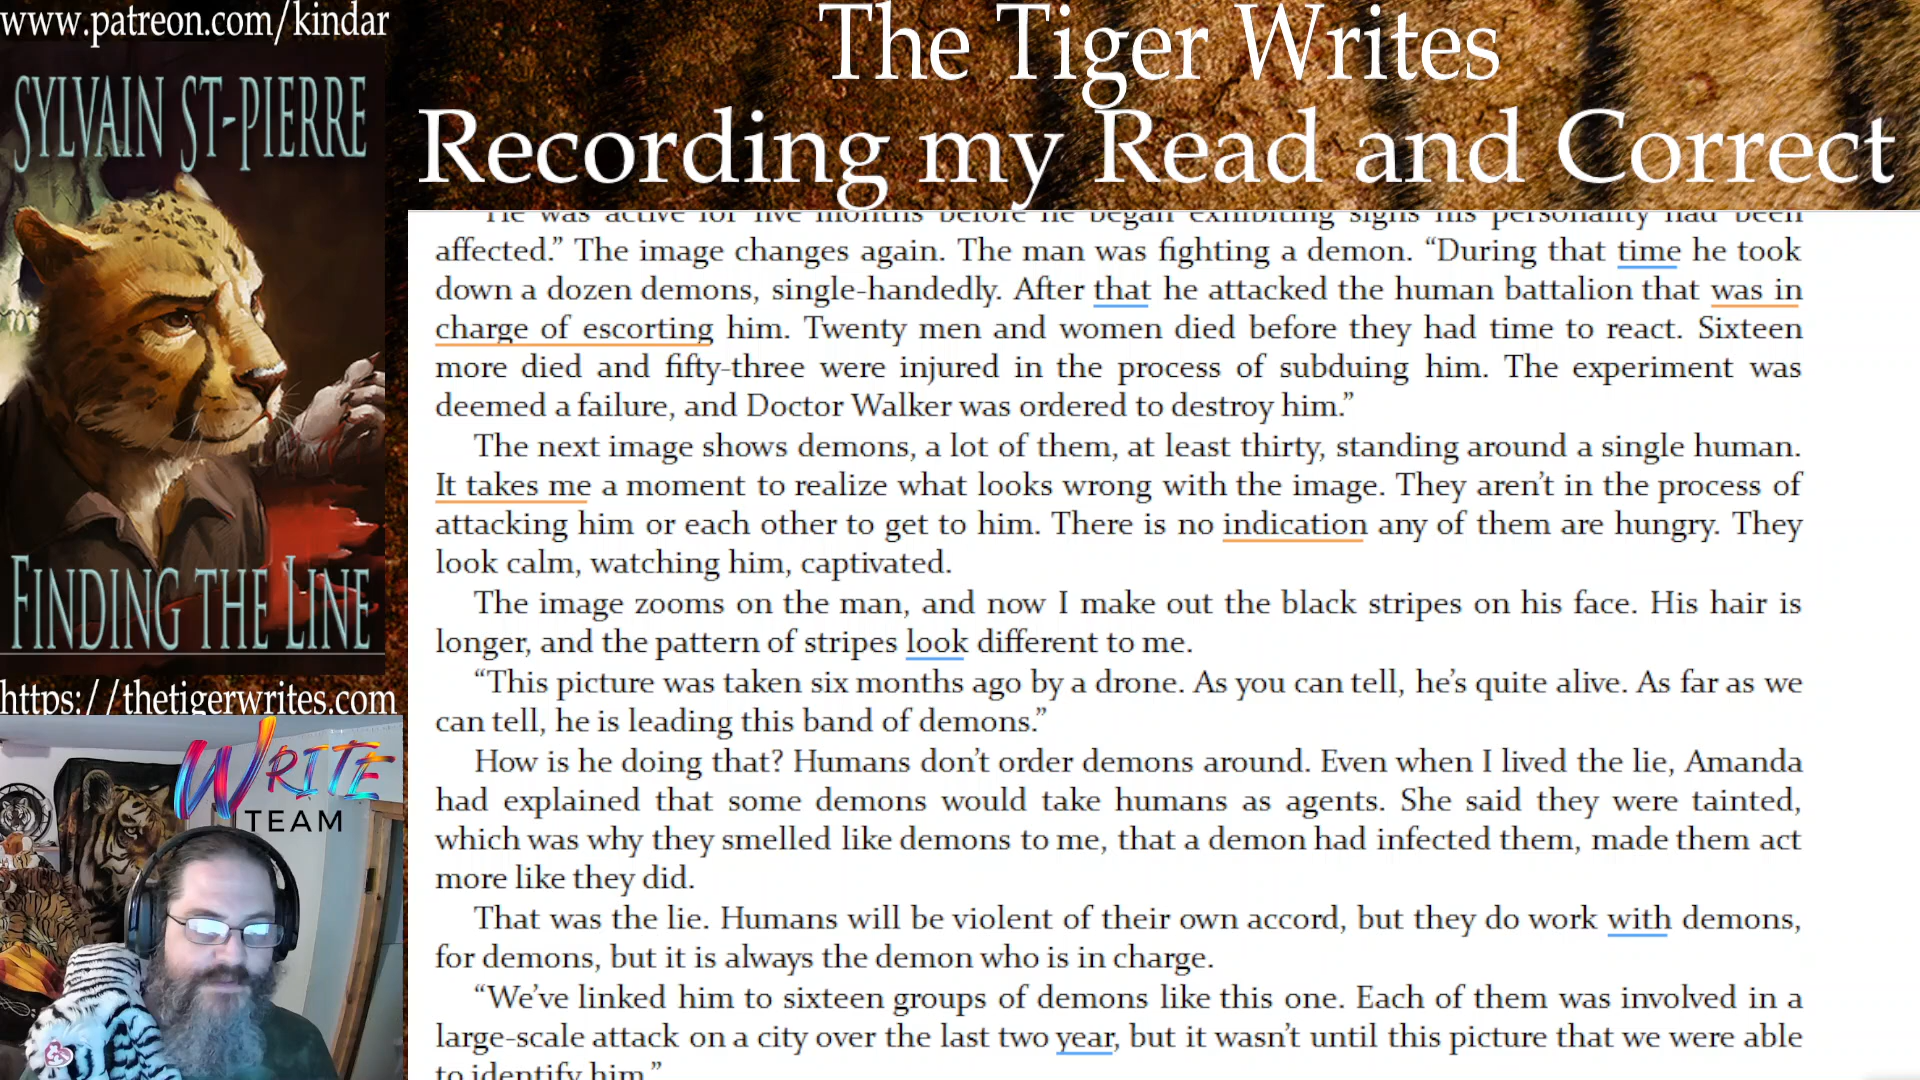 www.patreon.com/kindar
SYLVAIN ST-PIERRE
FINDING THE LINE
https://thetigerwrites.com
WRITE
TEAM
The Tiger Writes
Recording my Read and Correct
He was active for five months before he began exhibiting signs his personality had been
affected.” The image changes again. The man was fighting a demon. “During that time he took
down a dozen demons, single-handedly. After that he attacked the human battalion that was in
charge of escorting him. Twenty men and women died before they had time to react. Sixteen
more died and fifty-three were injured in the process of subduing him. The experiment was
deemed a failure, and Doctor Walker was ordered to destroy him.”
The next image shows demons, a lot of them, at least thirty, standing around a single human.
It takes me a moment to realize what looks wrong with the image. They aren’t in the process of
attacking him or each other to get to him. There is no indication any of them are hungry. They
look calm, watching him, captivated.
The image zooms on the man, and now I make out the black stripes on his face. His hair is
longer, and the pattern of stripes look different to me.
“This picture was taken six months ago by a drone. As you can tell, he’s quite alive. As far as we
can tell, he is leading this band of demons.”
How is he doing that? Humans don’t order demons around. Even when I lived the lie, Amanda
had explained that some demons would take humans as agents. She said they were tainted,
which was why they smelled like demons to me, that a demon had infected them, made them act
more like they did.
That was the lie. Humans will be violent of their own accord, but they do work with demons,
for demons, but it is always the demon who is in charge.
“We’ve linked him to sixteen groups of demons like this one. Each of them was involved in a
large-scale attack on a city over the last two year, but it wasn’t until this picture that we were able
to identify him.”